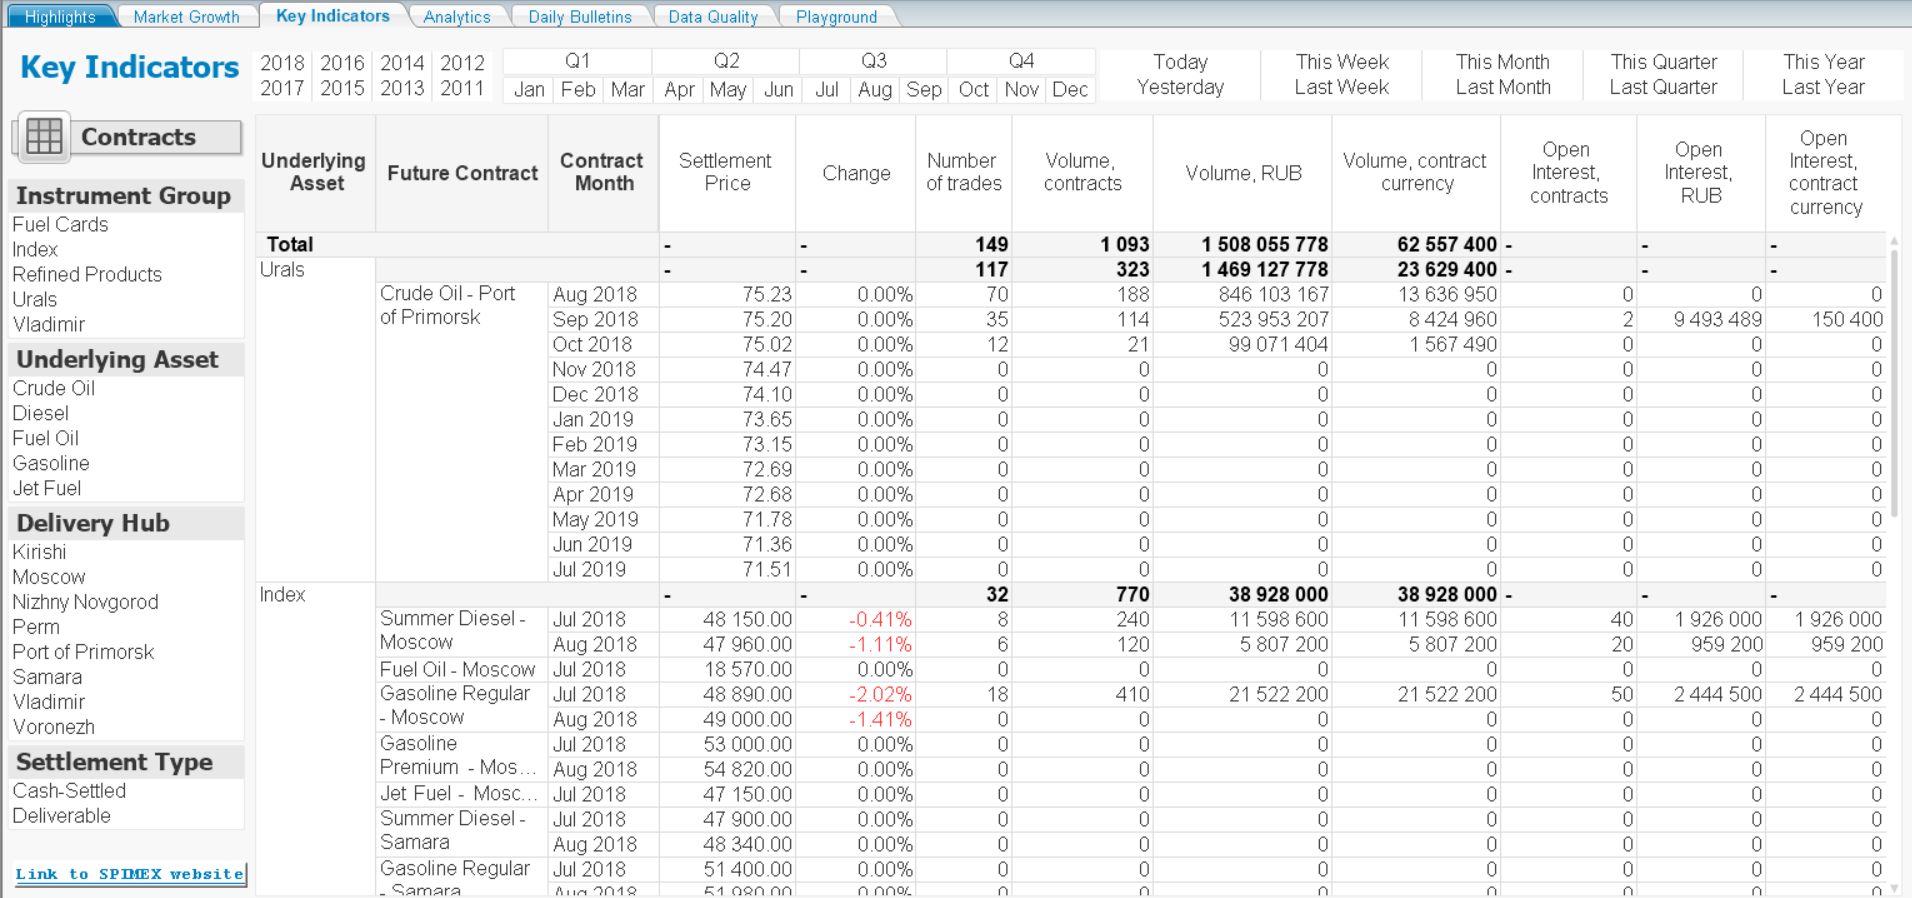 Highlights Market Growth Key Indicators Analytics Daily Bulletins Data Quality Playground
Key Indicators
2018 2016 2014 2012
2017 2015 2013 2011
Q1 Q2 Q3 Q4
Jan Feb Mar Apr May Jun Jul Aug Sep Oct Nov Dec
Today This Week This Month This Quarter This Year
Yesterday Last Week Last Month Last Quarter Last Year
Contracts
Instrument Group
Fuel Cards
Index
Refined Products
Urals
Vladimir
Underlying Asset
Crude Oil
Diesel
Fuel Oil
Gasoline
Jet Fuel
Delivery Hub
Kirishi
Moscow
Nizhny Novgorod
Perm
Port of Primorsk
Samara
Vladimir
Voronezh
Settlement Type
Cash-Settled
Deliverable
Link to SPIMEX website
Underlying Asset Future Contract Contract Month Settlement Price Change Number of trades Volume, contracts Volume, RUB Volume, contract currency Open Interest, contracts Open Interest, RUB Open Interest, contract currency
Total - - 149 1 093 1 508 055 778 62 557 400 - - -
Urals - - 117 323 1 469 127 778 23 629 400 - - -
Crude Oil - Port of Primorsk Aug 2018 75.23 0.00% 70 188 846 103 167 13 636 950 0 0 0
Sep 2018 75.20 0.00% 35 114 523 953 207 8 424 960 2 9 493 489 150 400
Oct 2018 75.02 0.00% 12 21 99 071 404 1 567 490 0 0 0
Nov 2018 74.47 0.00% 0 0 0 0 0 0 0
Dec 2018 74.10 0.00% 0 0 0 0 0 0 0
Jan 2019 73.65 0.00% 0 0 0 0 0 0 0
Feb 2019 73.15 0.00% 0 0 0 0 0 0 0
Mar 2019 72.69 0.00% 0 0 0 0 0 0 0
Apr 2019 72.68 0.00% 0 0 0 0 0 0 0
May 2019 71.78 0.00% 0 0 0 0 0 0 0
Jun 2019 71.36 0.00% 0 0 0 0 0 0 0
Jul 2019 71.51 0.00% 0 0 0 0 0 0 0
Index - - 32 770 38 928 000 38 928 000 - - -
Summer Diesel - Moscow Jul 2018 48 150.00 -0.41% 8 240 11 598 600 11 598 600 40 1 926 000 1 926 000
Aug 2018 47 960.00 -1.11% 6 120 5 807 200 5 807 200 20 959 200 959 200
Fuel Oil - Moscow Jul 2018 18 570.00 0.00% 0 0 0 0 0 0 0
Gasoline Regular - Moscow Jul 2018 48 890.00 -2.02% 18 410 21 522 200 21 522 200 50 2 444 500 2 444 500
Aug 2018 49 000.00 -1.41% 0 0 0 0 0 0 0
Gasoline Premium - Mos... Jul 2018 53 000.00 0.00% 0 0 0 0 0 0 0
Aug 2018 54 820.00 0.00% 0 0 0 0 0 0 0
Jet Fuel - Mosc... Jul 2018 47 150.00 0.00% 0 0 0 0 0 0 0
Summer Diesel - Samara Jul 2018 47 900.00 0.00% 0 0 0 0 0 0 0
Aug 2018 48 340.00 0.00% 0 0 0 0 0 0 0
Gasoline Regular - Samara Jul 2018 51 400.00 0.00% 0 0 0 0 0 0 0
Aug 2018 51 980.00 0.00% 0 0 0 0 0 0 0